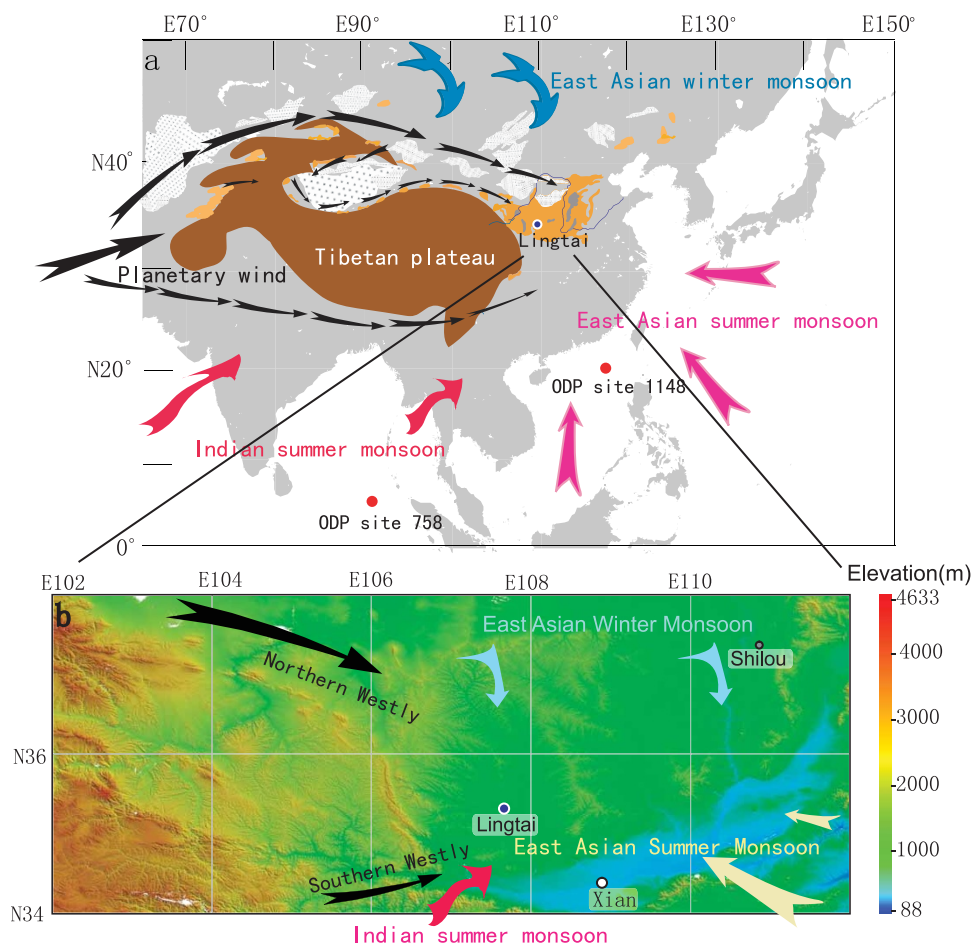 E70° E90° E110° E130° E150°
a
East Asian winter monsoon
N40°
Lingtai
Tibetan plateau
Planetary wind
East Asian summer monsoon
N20°
ODP site 1148
Indian summer monsoon
ODP site 758
0°
E102 E104 E106 E108 E110
Elevation(m)
b
4633
East Asian Winter Monsoon
Shilou
Northern Westly
4000
3000
N36
2000
Lingtai
East Asian Summer Monsoon
1000
Southern Westly
Xian
88
N34
Indian summer monsoon